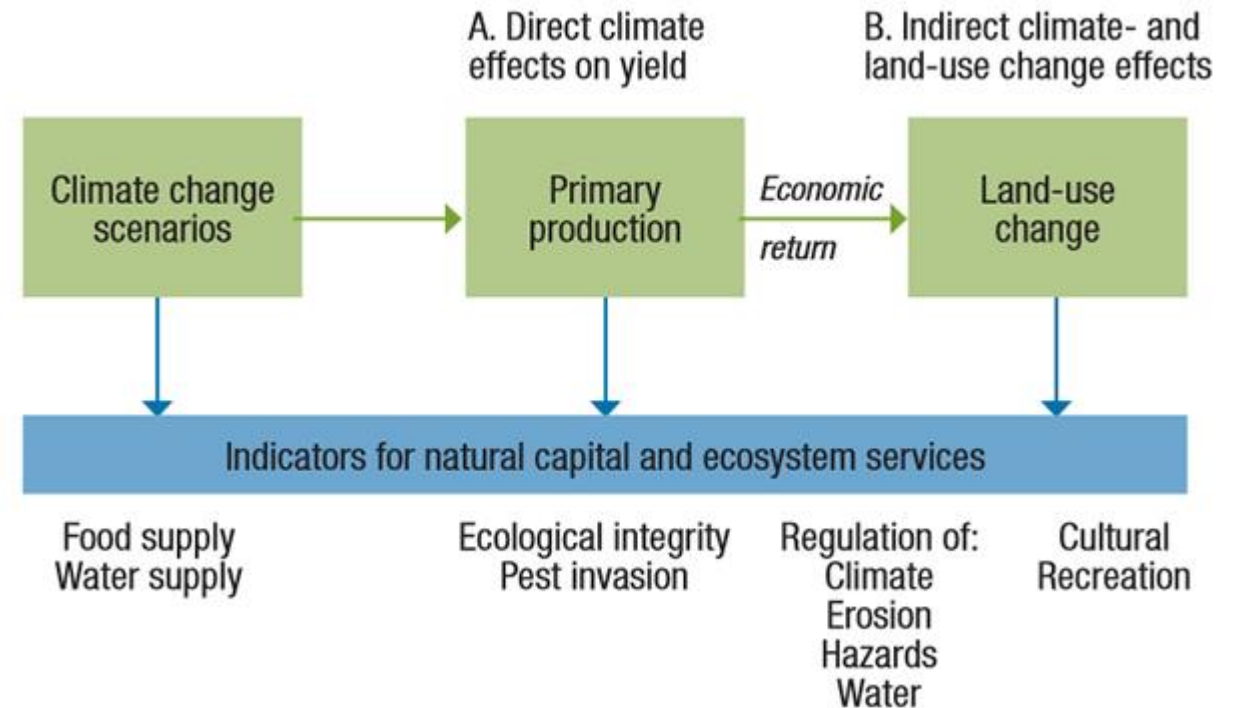 A. Direct climate
effects on yield
B. Indirect climate- and
land-use change effects
Climate change
scenarios
Primary
production
Economic
return
Land-use
change
Indicators for natural capital and ecosystem services
Food supply
Water supply
Ecological integrity
Pest invasion
Regulation of:
Climate
Erosion
Hazards
Water
Cultural
Recreation